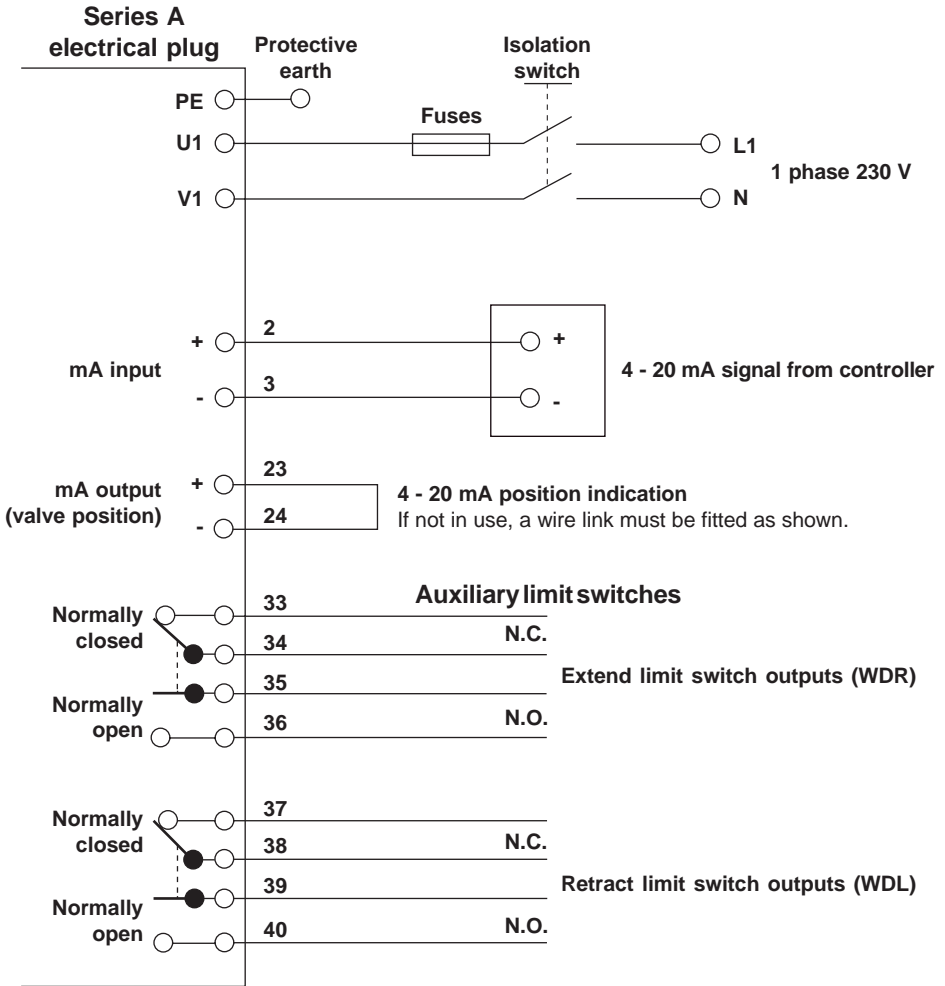 Series A
electrical plug
Protective
earth
Isolation
switch
PE
Fuses
U1
L1
1 phase 230 V
V1
N
2
+
+
mA input
4 - 20 mA signal from controller
3
-
-
23
+
mA output
(valve position)
4 - 20 mA position indication
24
-
If not in use, a wire link must be fitted as shown.
Auxiliary limit switches
33
Normally
closed
N.C.
34
35
Extend limit switch outputs (WDR)
Normally
open
N.O.
36
37
Normally
closed
N.C.
38
39
Retract limit switch outputs (WDL)
Normally
open
N.O.
40